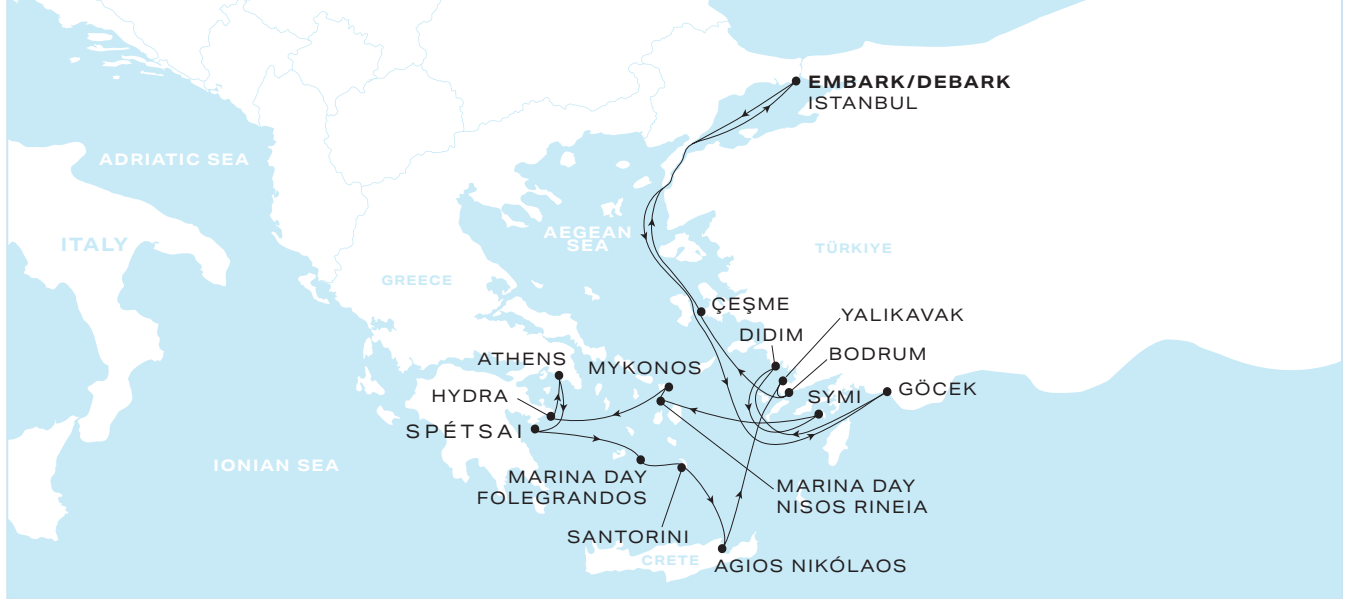 EMBARK/DEBARK
ISTANBUL
ADRIATIC SEA
ITALY
AEGEAN
SEA
TÜRKIYE
GREECE
ÇEŞME
YALIKAVAK
DIDIM
BODRUM
ATHENS
MYKONOS
GÖCEK
HYDRA
SYMI
SPÉTSAI
IONIAN SEA
MARINA DAY
FOLEGRANDOS
MARINA DAY
NISOS RINEIA
SANTORINI
CRETE
AGIOS NIKÓLAOS